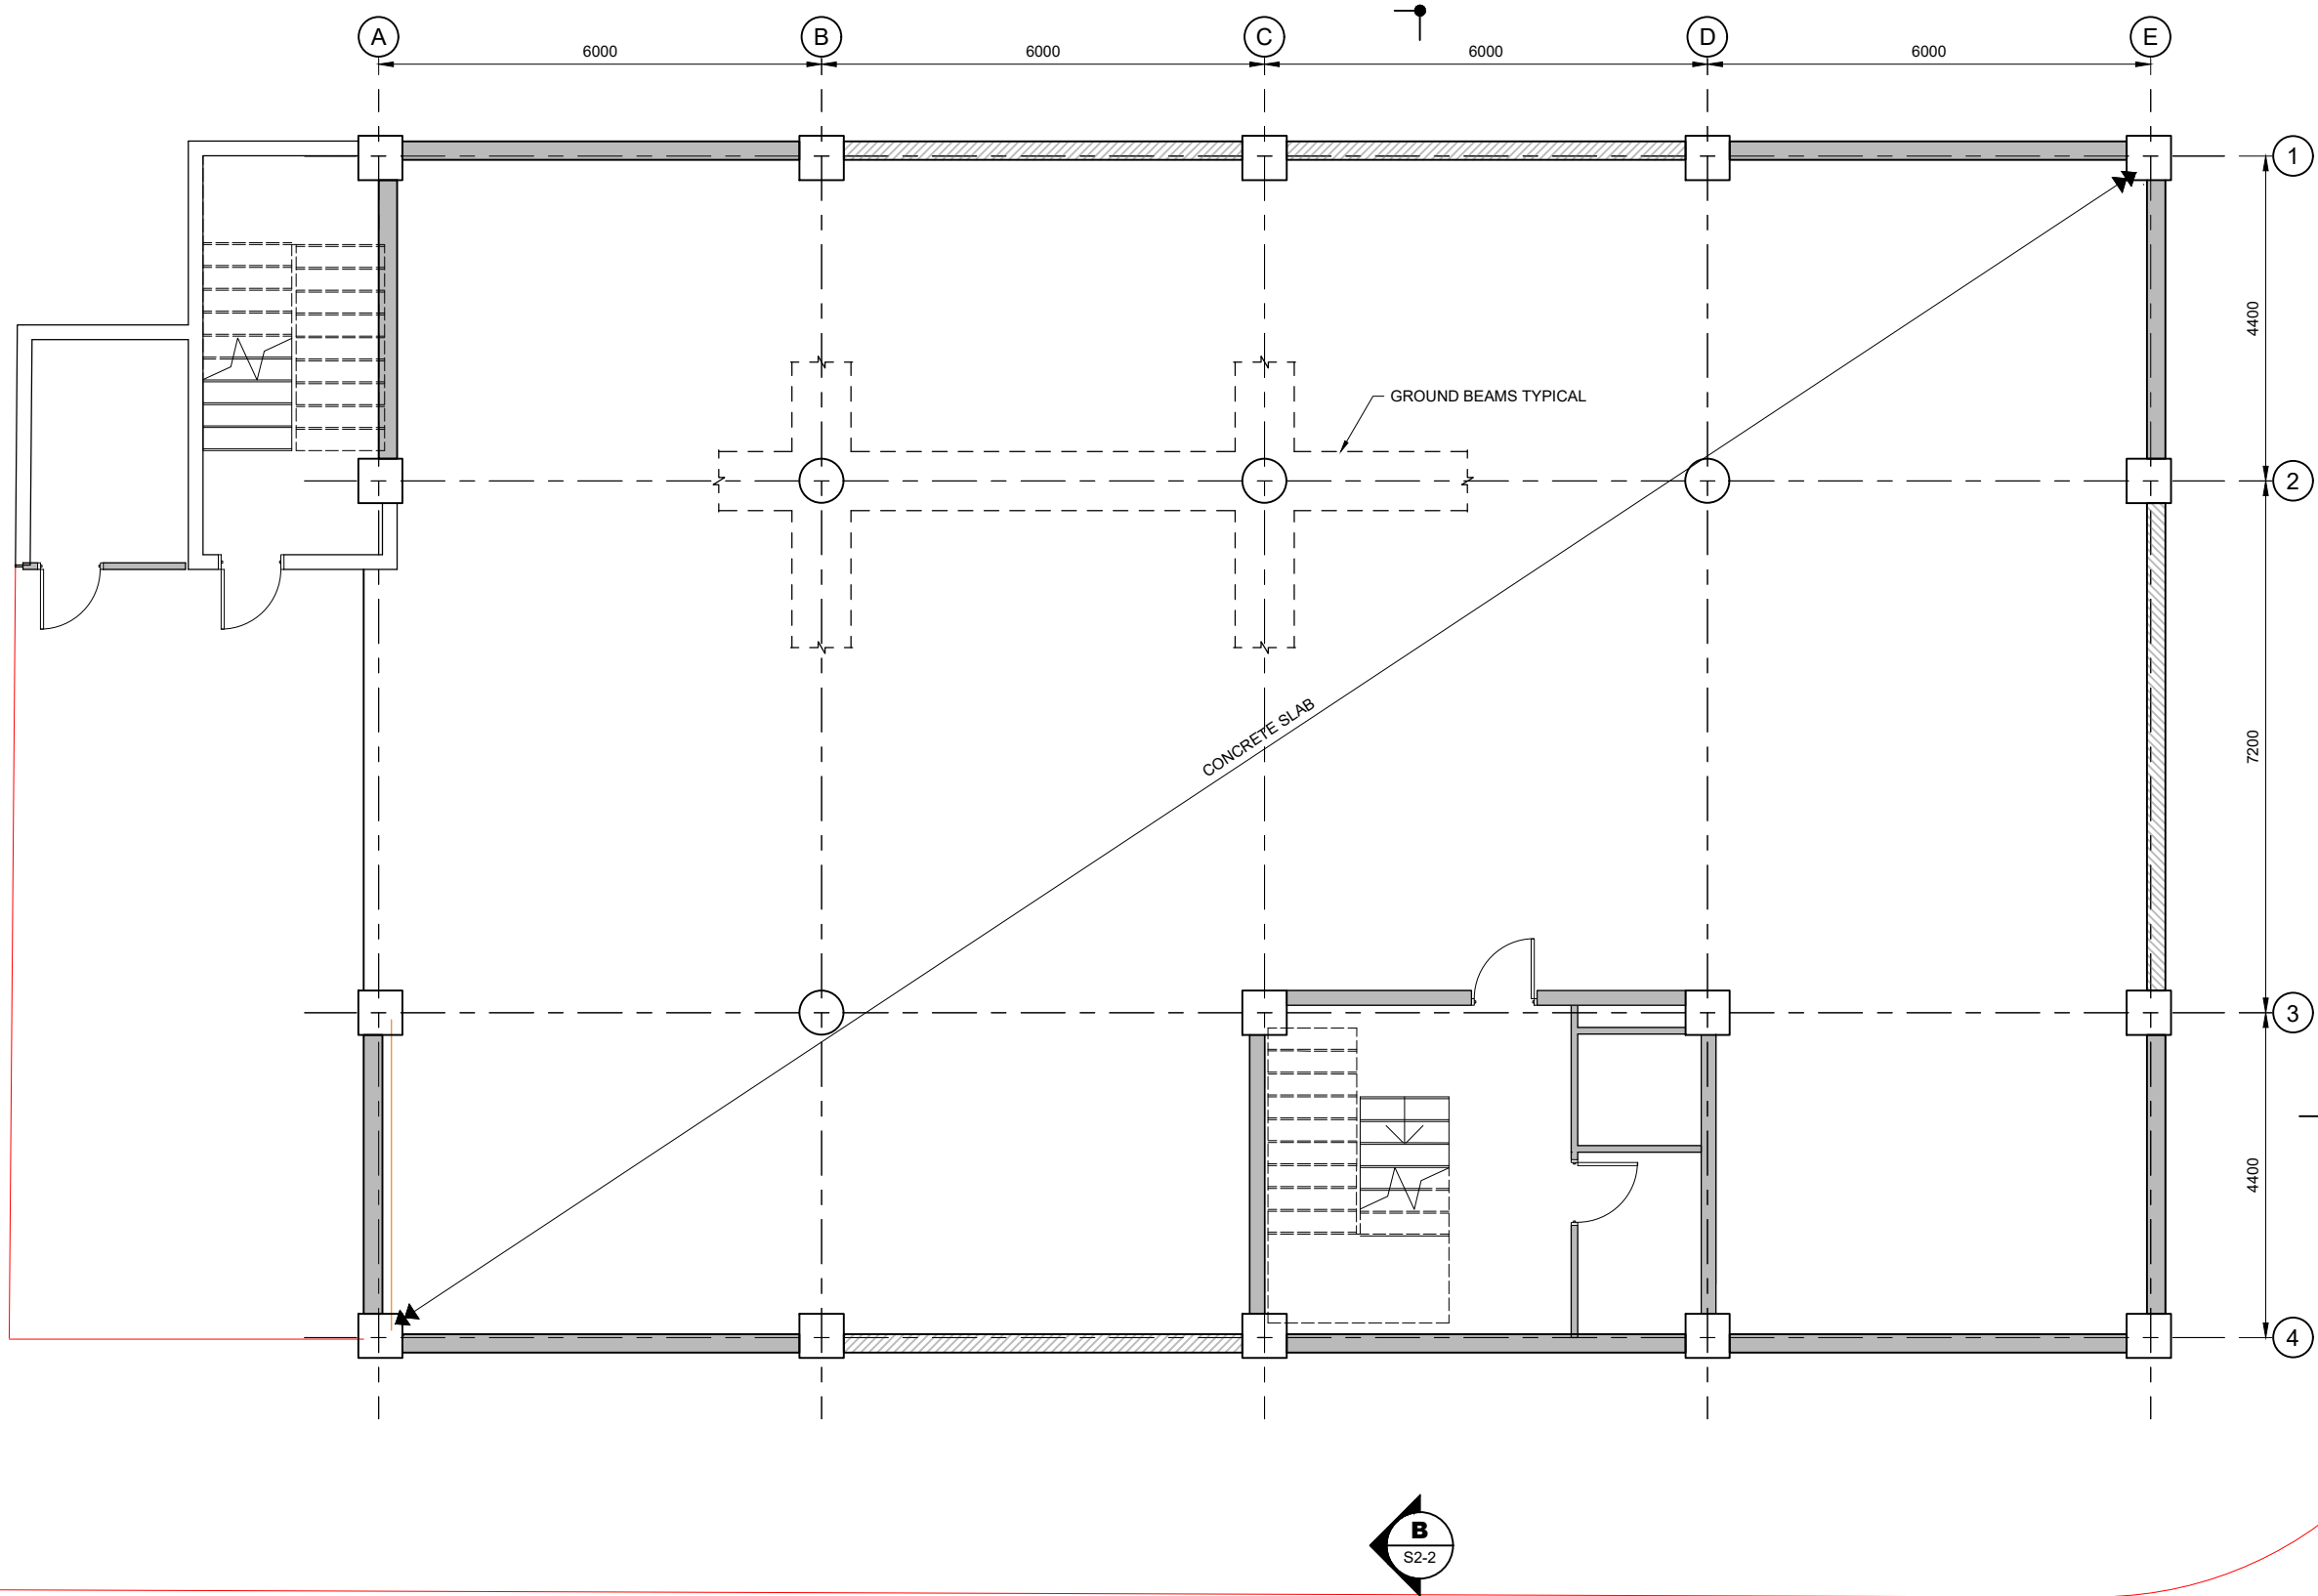 A
B
C
D
E
6000
6000
6000
6000
1
4400
GROUND BEAMS TYPICAL
2
CONCRETE SLAB
7200
3
4400
4
B
S2-2